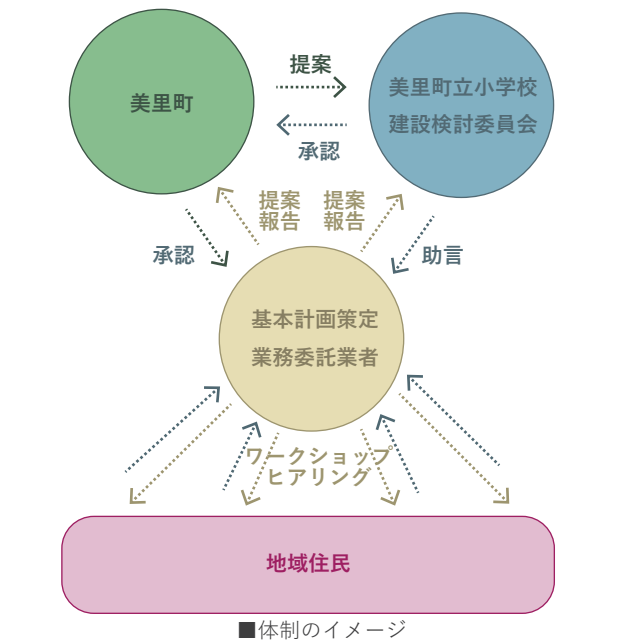 提案
美里町
美里町立小学校
建設検討委員会
承認
提案
報告
提案
報告
承認
助言
基本計画策定
業務委託業者
ワークショップ
ヒアリング
地域住民
■体制のイメージ